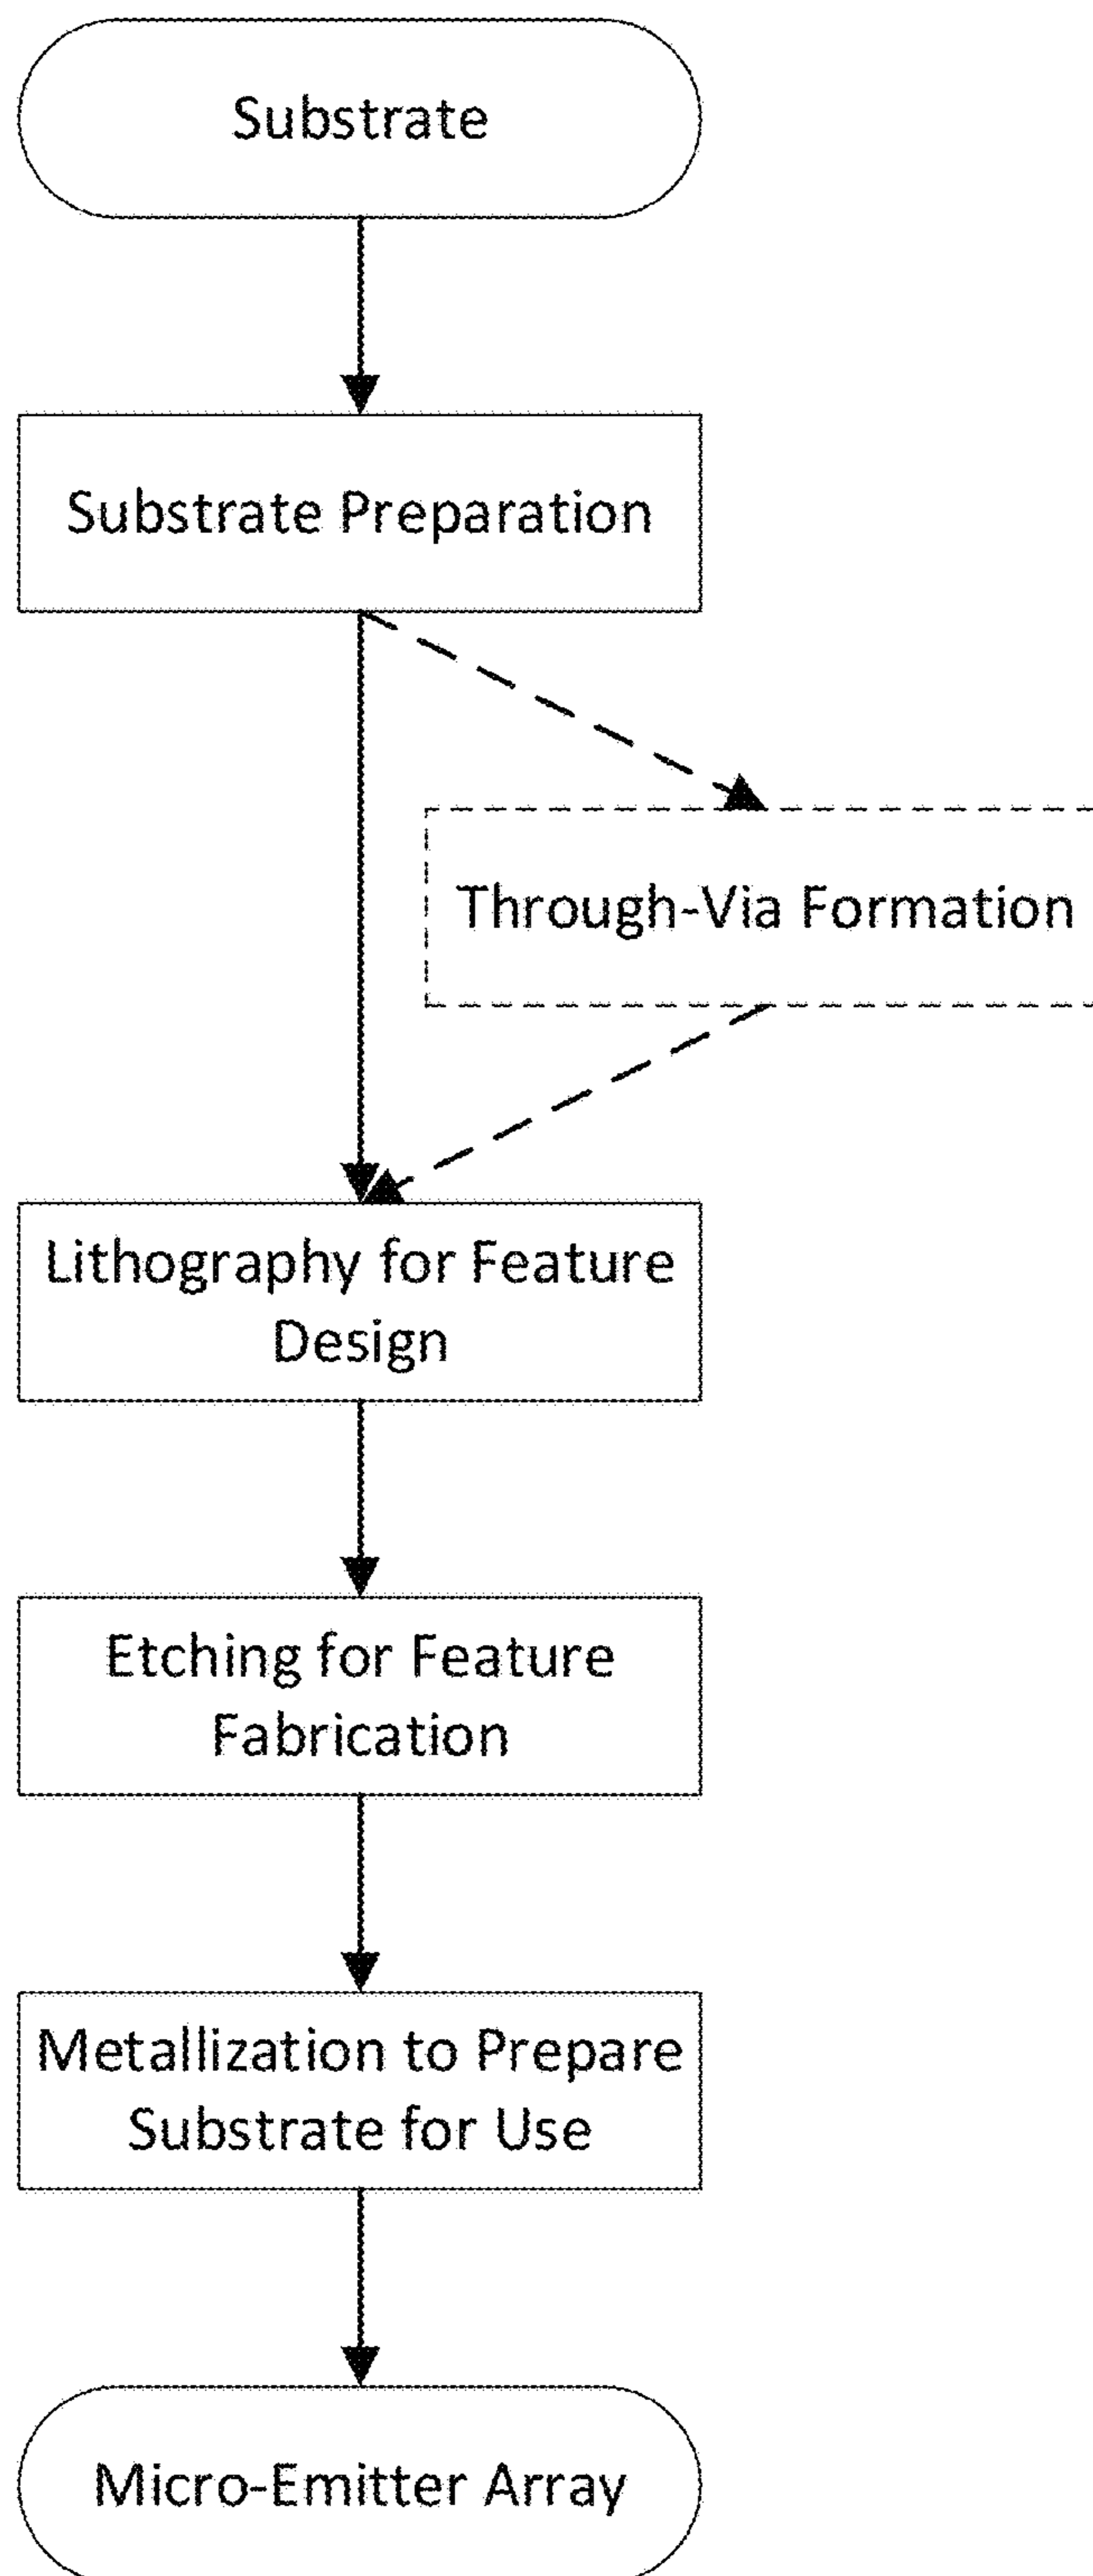 Substrate
Substrate Preparation
Through-Via Formation
Lithography for Feature
Design
Etching for Feature
Fabrication
Metallization to Prepare
Substrate for Use
Micro-Emitter Array